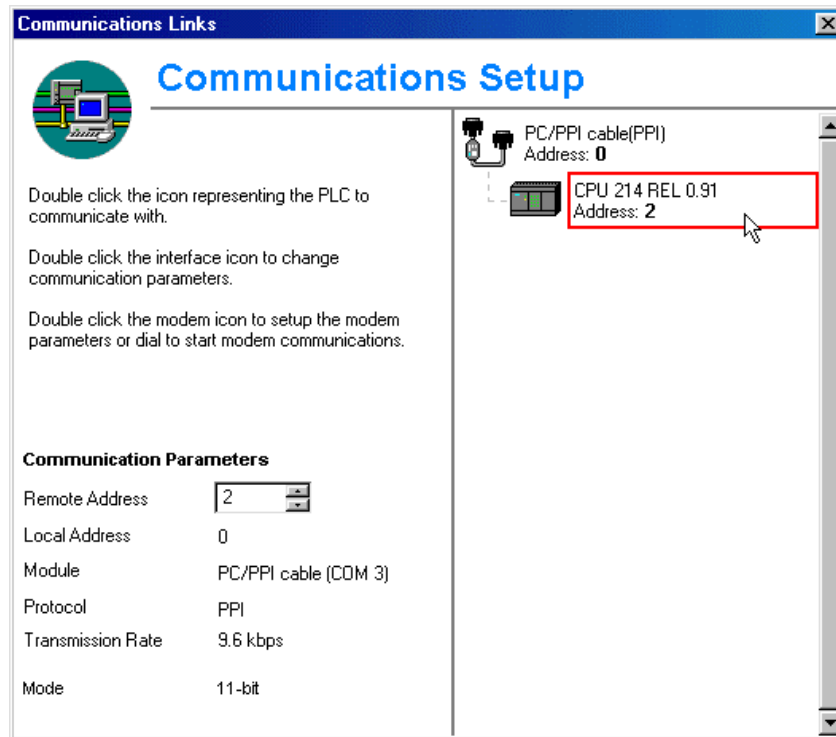 Communications Links
Communications Setup
Double click the icon representing the PLC to
communicate with.
Double click the interface icon to change
communication parameters.
Double click the modem icon to setup the modem
parameters or dial to start modem communications.
Communication Parameters
Remote Address 2
Local Address 0
Module PC/PPI cable (COM 3)
Protocol PPI
Transmission Rate 9.6 kbps
Mode 11-bit
PC/PPI cable(PPI)
Address: 0
CPU 214 REL 0.91
Address: 2